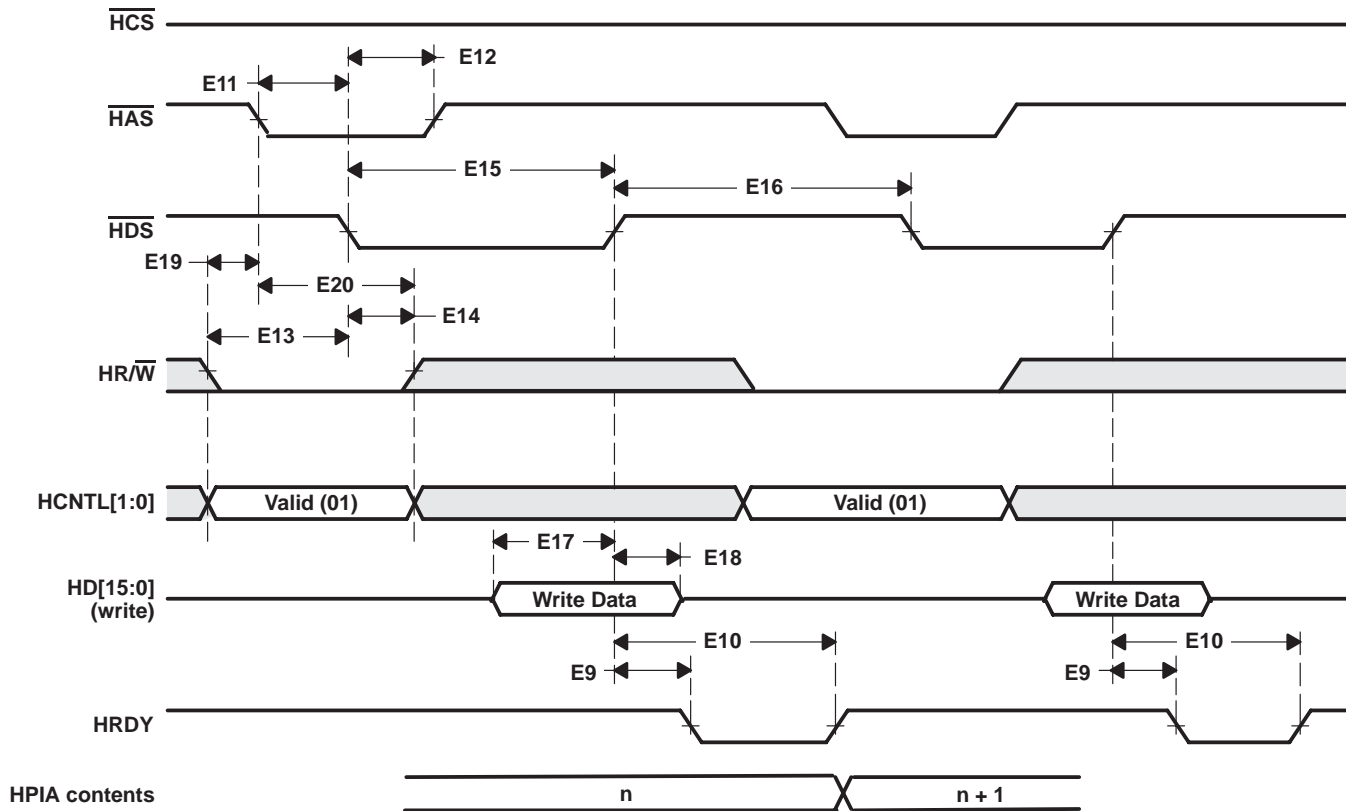 HCS
E12
E11
HAS
E15
E16
HDS
E19
E20
E14
E13
HR/W
HCNTL[1:0]
Valid (01)
Valid (01)
E17
E18
HD[15:0]
(write)
Write Data
Write Data
E10
E10
E9
E9
HRDY
HPIA contents
n
n + 1